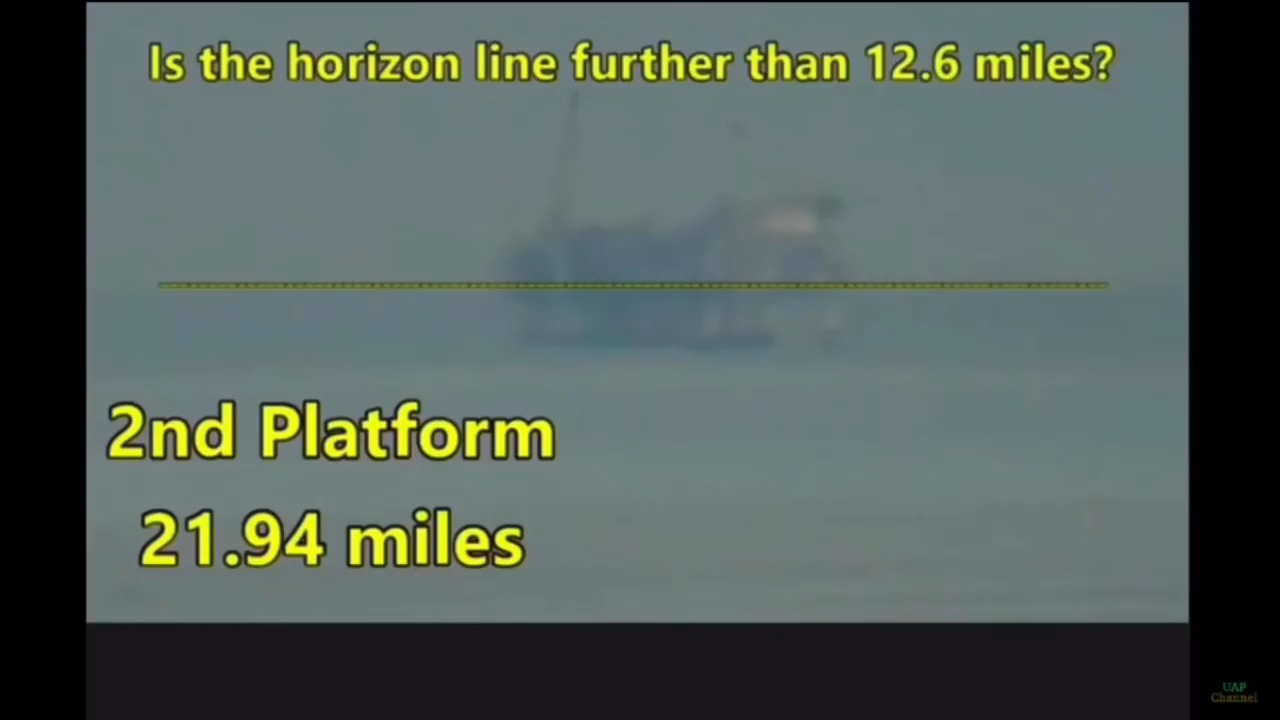 Is the horizon line further than 12.6 miles?
2nd Platform
21.94 miles
UAP
Channel